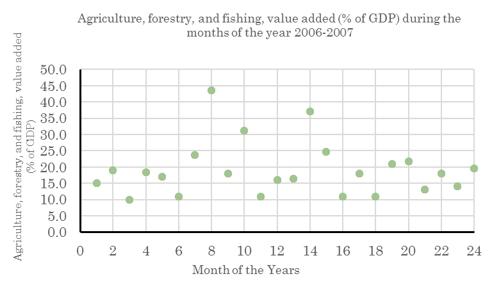 Agriculture, forestry, and fishing, value added (% of GDP) during the
months of the year 2006-2007
Agriculture, forestry, and fishing, value added
(% of GDP)
50.0
45.0
40.0
35.0
30.0
25.0
20.0
15.0
10.0
5.0
0.0
0 2 4 6 8 10 12 14 16 18 20 22 24
Month of the Years